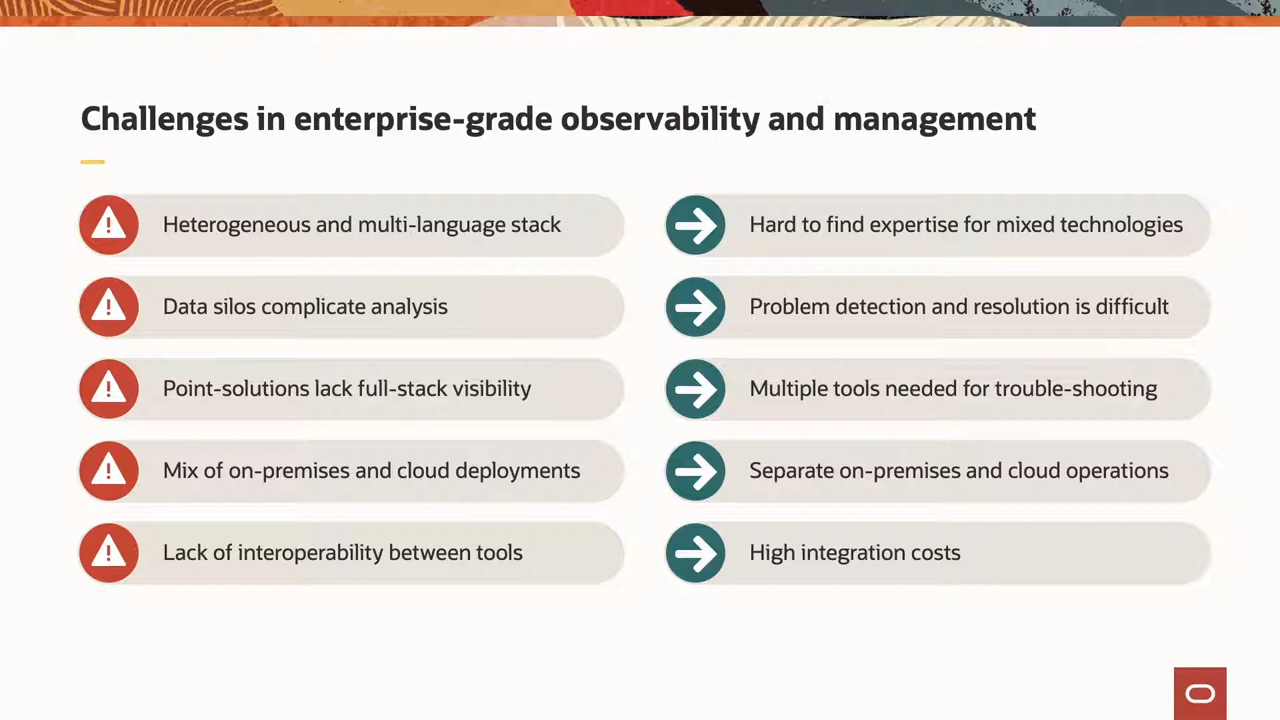 Challenges in enterprise-grade observability and management
Heterogeneous and multi-language stack
Hard to find expertise for mixed technologies
Data silos complicate analysis
Problem detection and resolution is difficult
Point-solutions lack full-stack visibility
Multiple tools needed for trouble-shooting
Mix of on-premises and cloud deployments
Separate on-premises and cloud operations
Lack of interoperability between tools
High integration costs